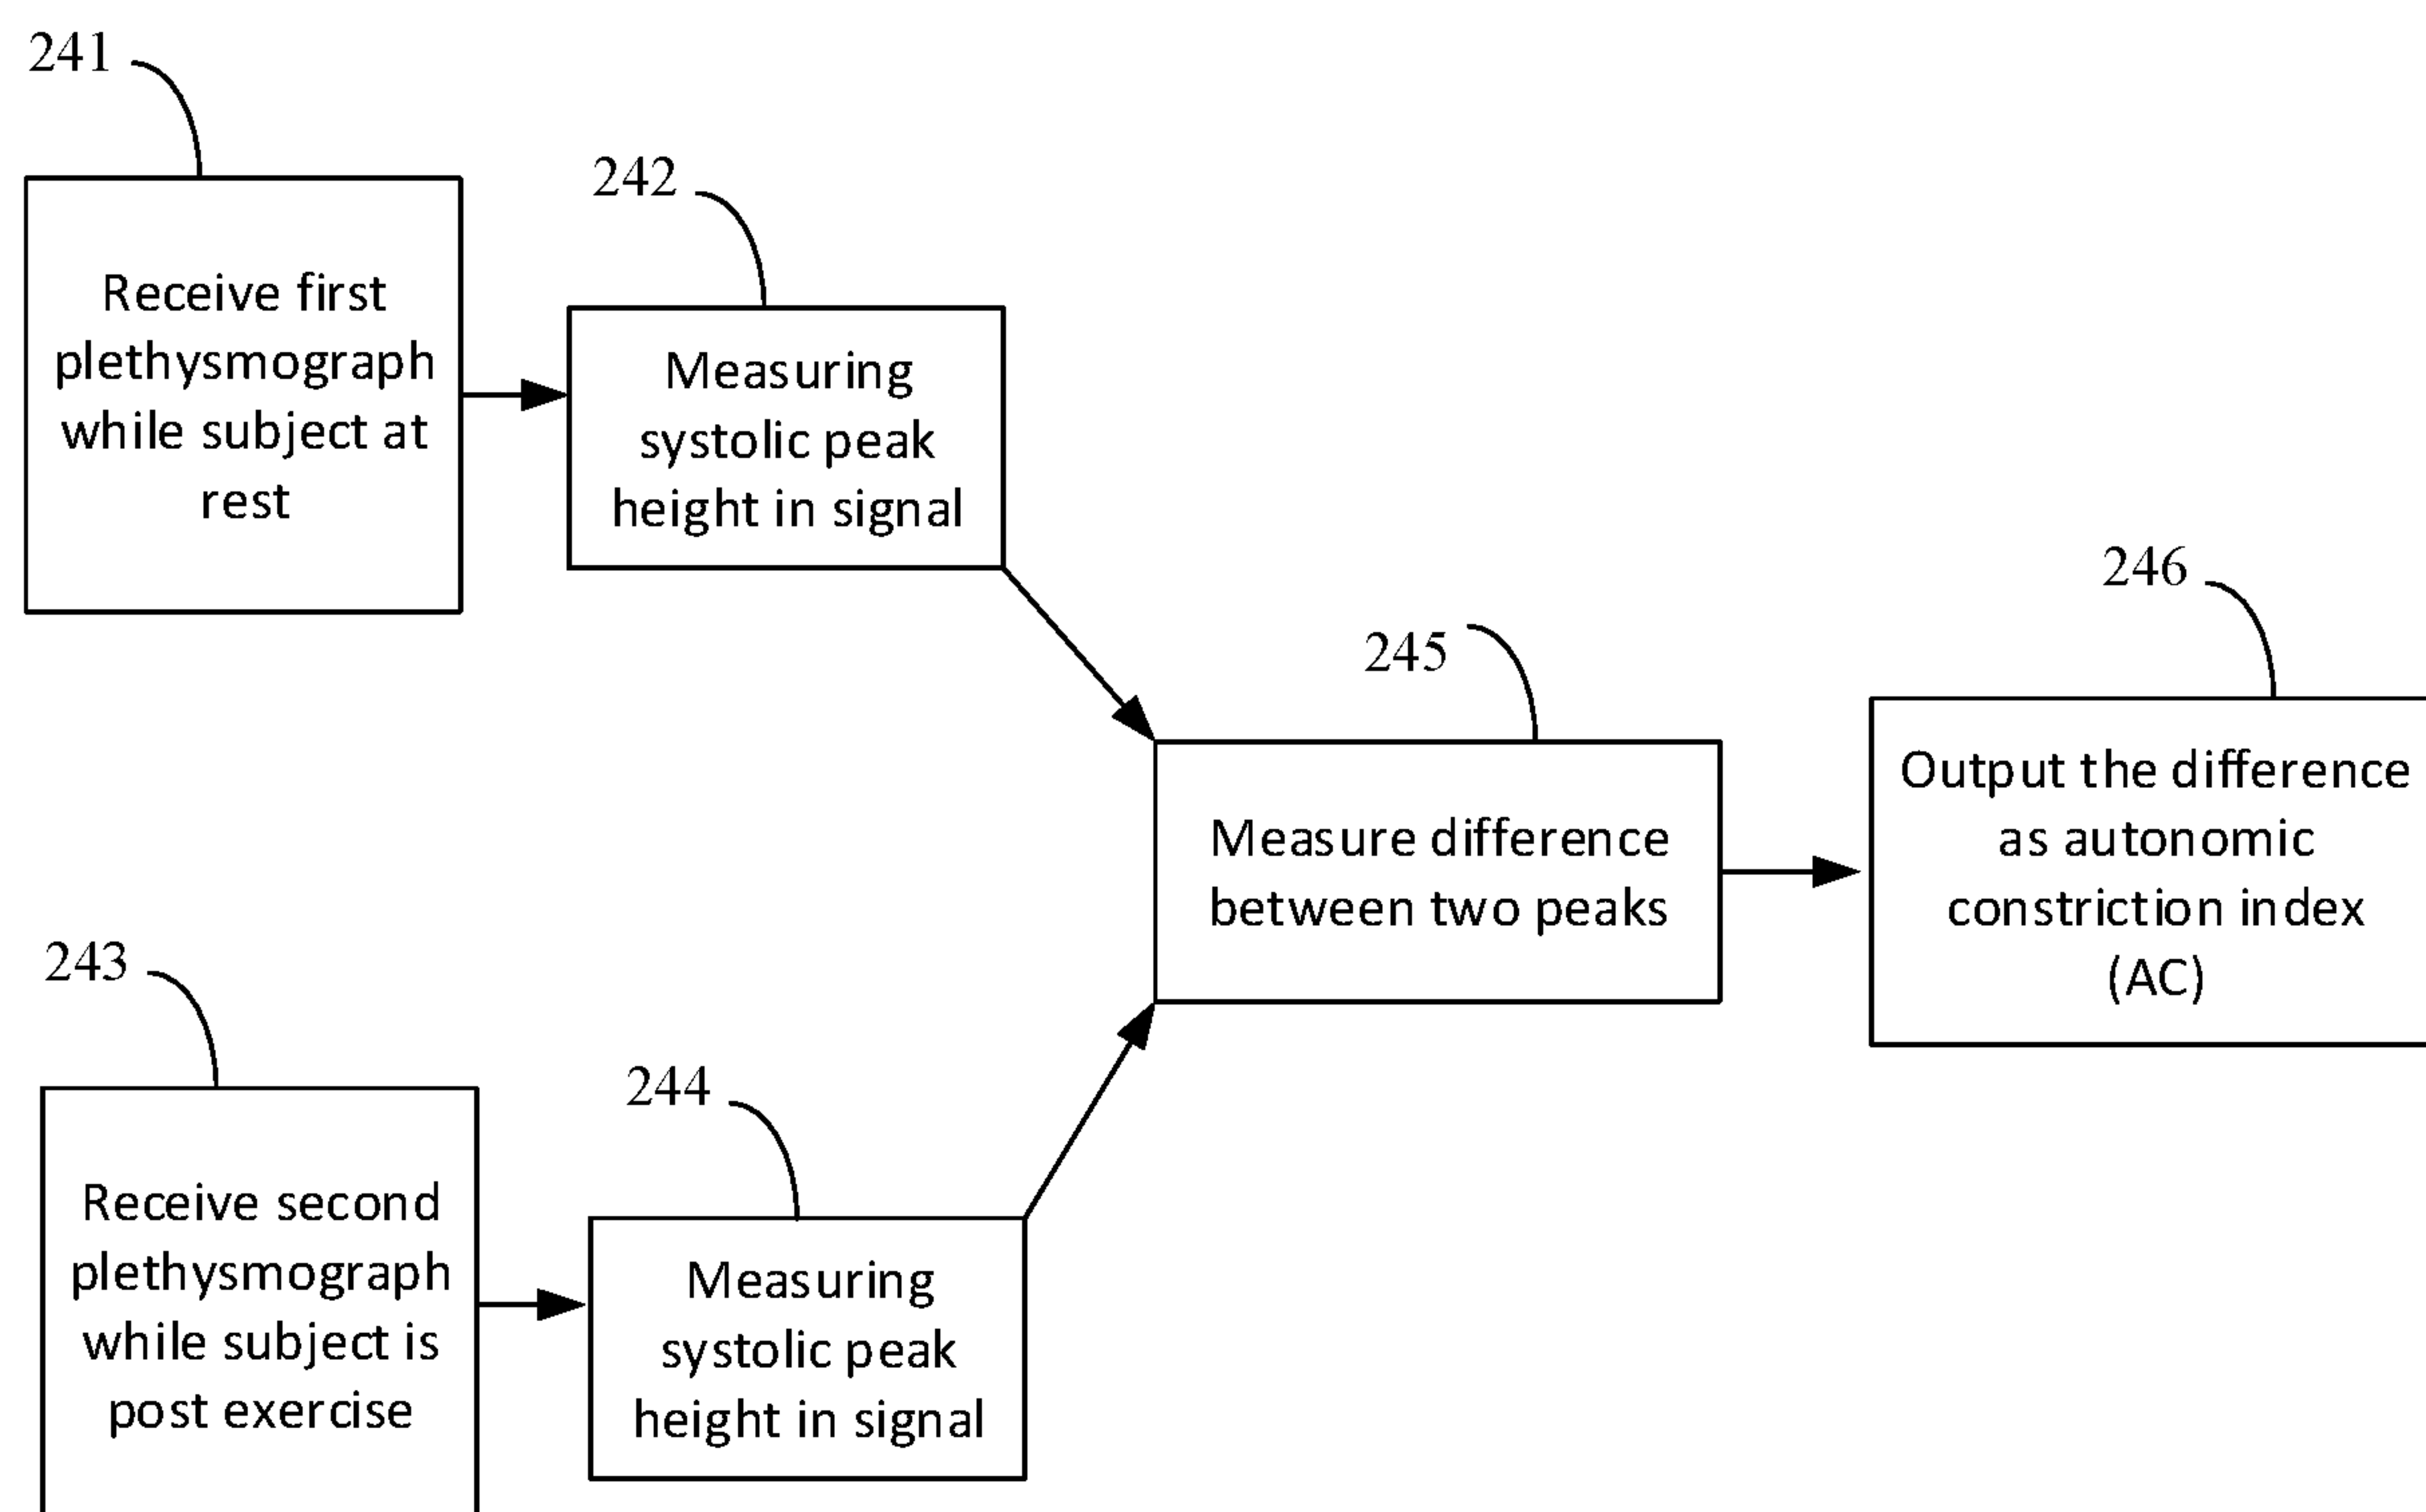 241
Receive first
plethysmograph
while subject at
rest
242
Measuring
systolic peak
height in signal
243
Receive second
plethysmograph
while subject is
post exercise
244
Measuring
systolic peak
height in signal
245
Measure difference
between two peaks
246
Output the difference
as autonomic
constriction index
(AC)